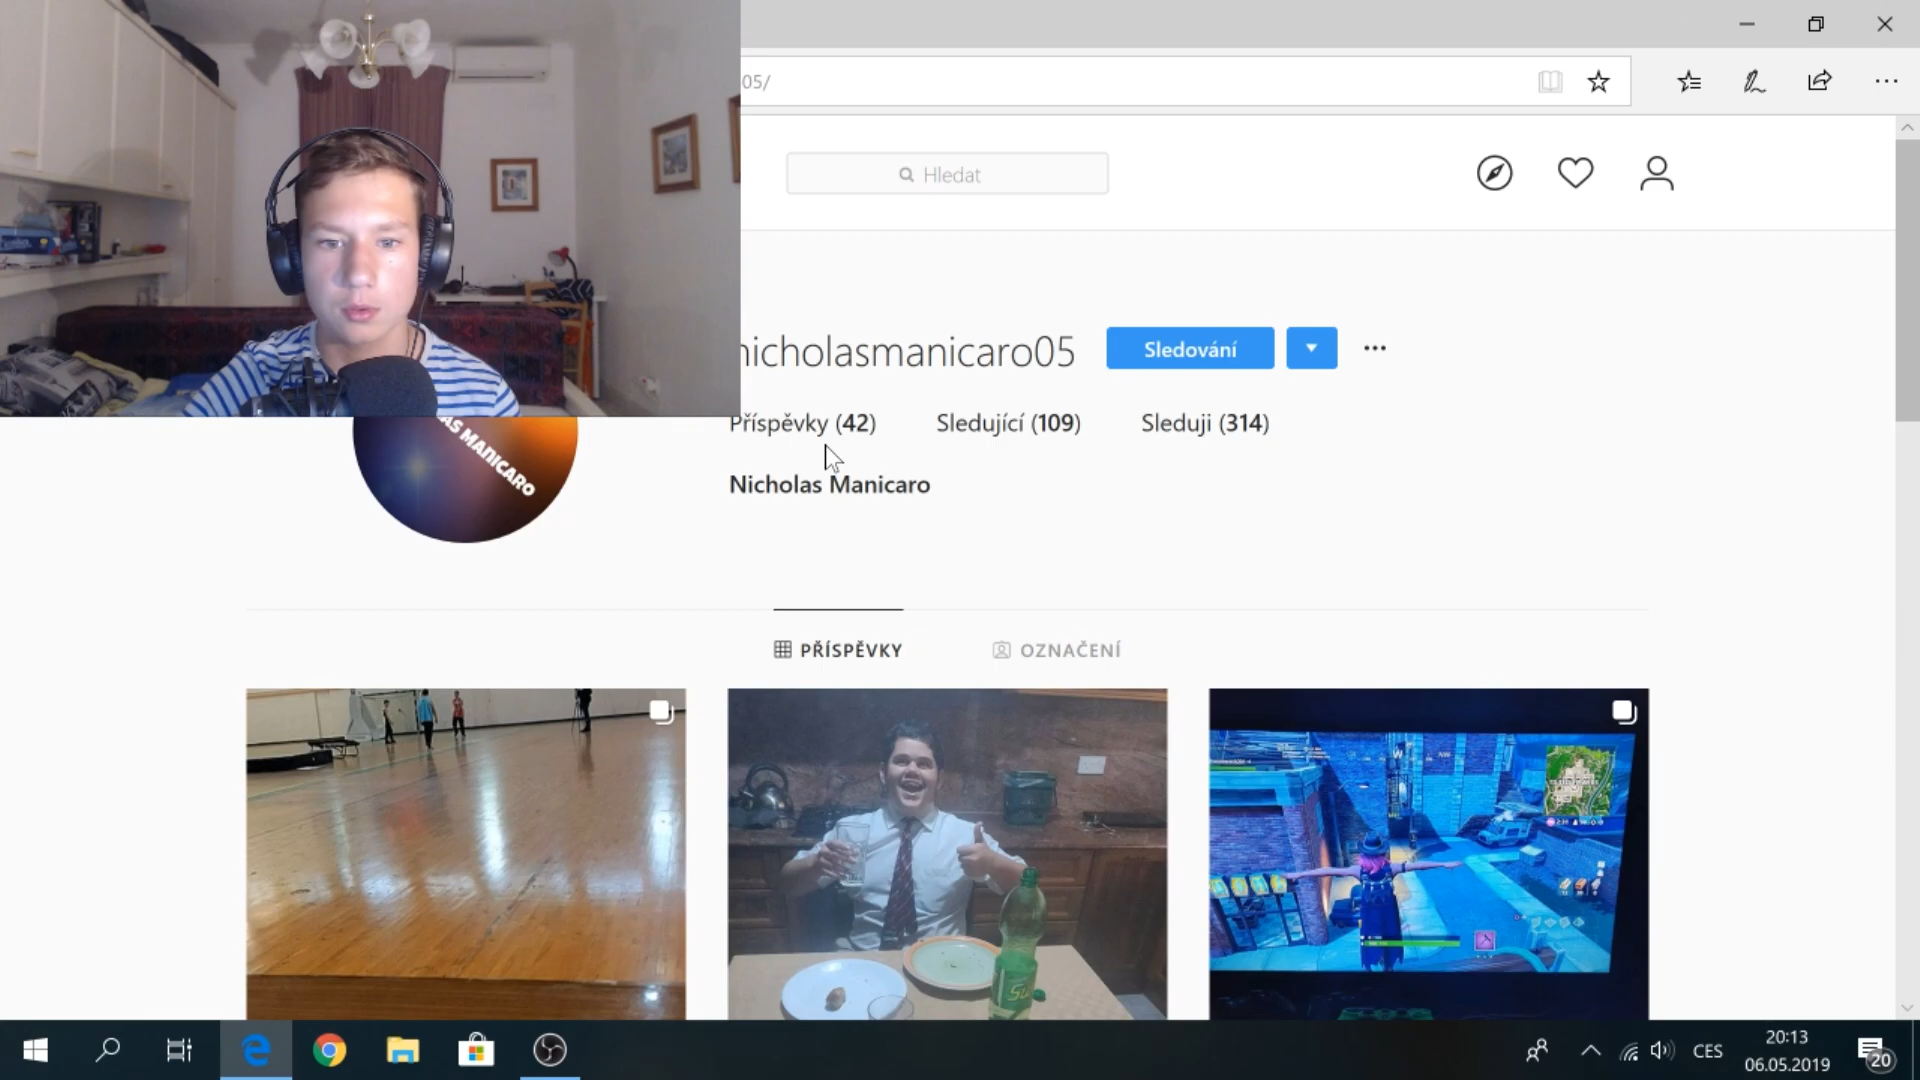 05/
Hledat
nicholasmanicaro05
Sledování
Příspěvky (42)
Sledující (109)
Sleduji (314)
AS MANICARO
Nicholas Manicaro
PŘÍSPĚVKY
OZNAČENÍ
CES
20:13
06.05.2019
20